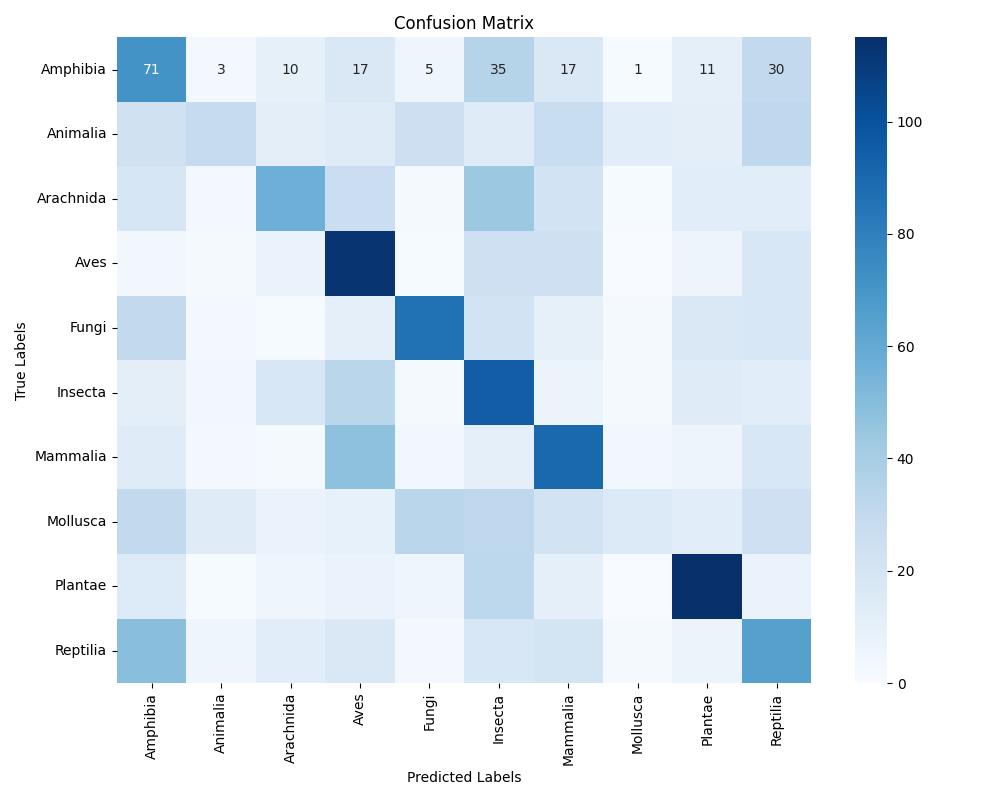 Confusion Matrix
Amphibia 71 3 10 17 5 35 17 1 11 30
Animalia
Arachnida
Aves
Fungi
Insecta
Mammalia
Mollusca
Plantae
Reptilia
True Labels
Amphibia Animalia Arachnida Aves Fungi Insecta Mammalia Mollusca Plantae Reptilia
Predicted Labels
100
80
60
40
20
0